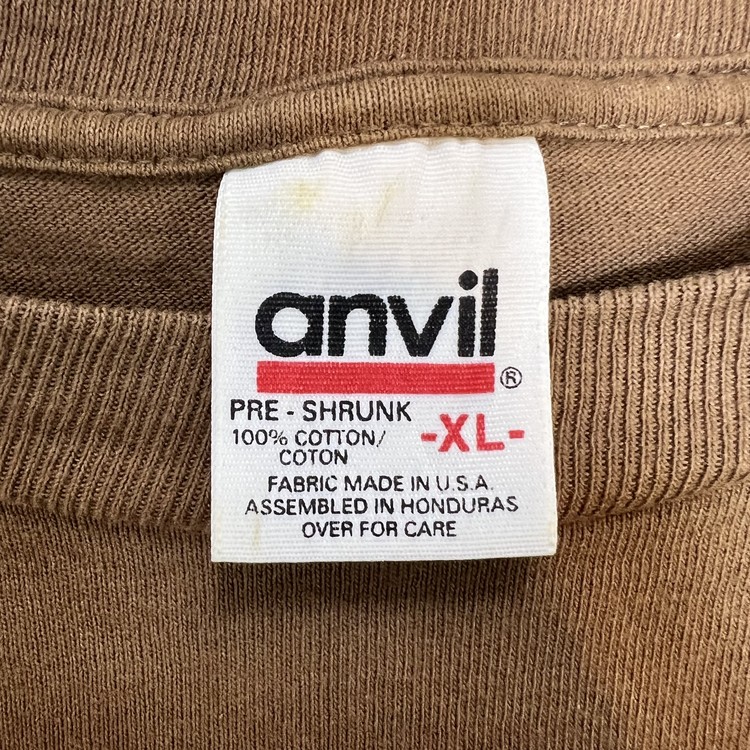 anvil
®
PRE - SHRUNK
100% COTTON/
COTON
-XL-
FABRIC MADE IN U.S.A.
ASSEMBLED IN HONDURAS
OVER FOR CARE